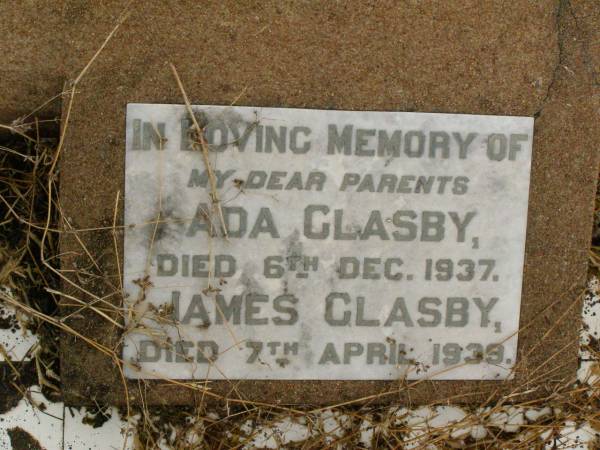 IN LOVING MEMORY OF
MY DEAR PARENTS
ADA GLASBY,
DIED 6TH DEC. 1937.
JAMES GLASBY,
DIED 7TH APRIL 1939.